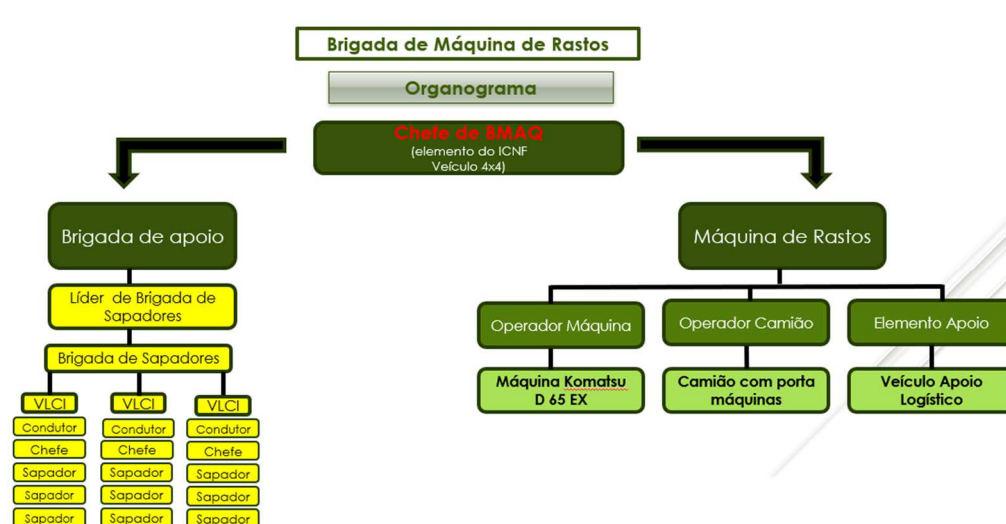 Brigada de Máquina de Rastos
Organograma
Chefe de BMAQ
(elemento do ICNF
Veículo 4x4)
Brigada de apoio
Líder de Brigada de
Sapadores
Brigada de Sapadores
VLCI
Condutor
Chefe
Sapador
Sapador
Sapador
VLCI
Condutor
Chefe
Sapador
Sapador
Sapador
VLCI
Condutor
Chefe
Sapador
Sapador
Sapador
Máquina de Rastos
Operador Máquina
Máquina Komatsu
D 65 EX
Operador Camião
Camião com porta
máquinas
Elemento Apoio
Veículo Apoio
Logístico